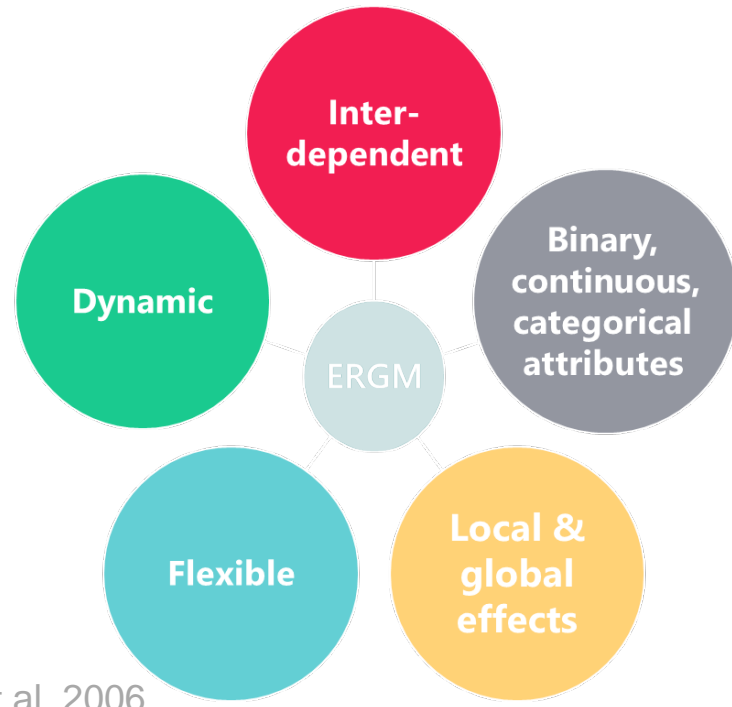 Inter-
dependent
Binary,
continuous,
categorical
attributes
Dynamic
ERGM
Local &
global
effects
Flexible
al. 2006